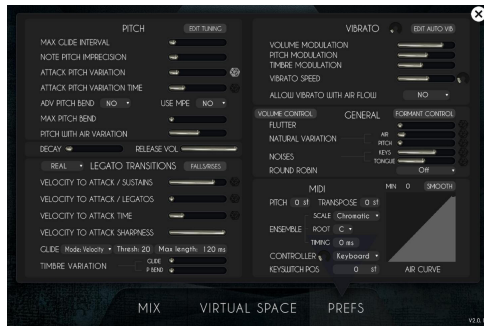 PITCH
EDIT TUNING
MAX GLIDE INTERVAL
NOTE PITCH IMPRECISION
ATTACK PITCH VARIATION
ATTACK PITCH VARIATION TIME
ADV PITCH BEND NO USE MPE NO
MAX PITCH BEND
PITCH WITH AIR VARIATION
DECAY RELEASE VOL
REAL LEGATO TRANSITIONS FALLS/RISES
VELOCITY TO ATTACK / SUSTAINS
VELOCITY TO ATTACK / LEGATOS
VELOCITY TO ATTACK TIME
VELOCITY TO ATTACK SHARPNESS
GLIDE Mode: Velocity Thresh: 20 Max length: 120 ms
TIMBRE VARIATION GLIDE
P BEND
VIBRATO EDIT AUTO VIB
VOLUME MODULATION
PITCH MODULATION
TIMBRE MODULATION
VIBRATO SPEED
ALLOW VIBRATO WITH AIR FLOW NO
VOLUME CONTROL GENERAL FORMANT CONTROL
FLUTTER
NATURAL VARIATION AIR
PITCH
NOISES KEYS
TONGUE
ROUND ROBIN Off
MIDI MIN 0 SMOOTH
PITCH 0 st TRANSPOSE 0 st
SCALE Chromatic
ENSEMBLE ROOT C
TIMING 0 ms
CONTROLLER Keyboard
KEYSWITCH POS 0 st AIR CURVE
MIX VIRTUAL SPACE PREFS